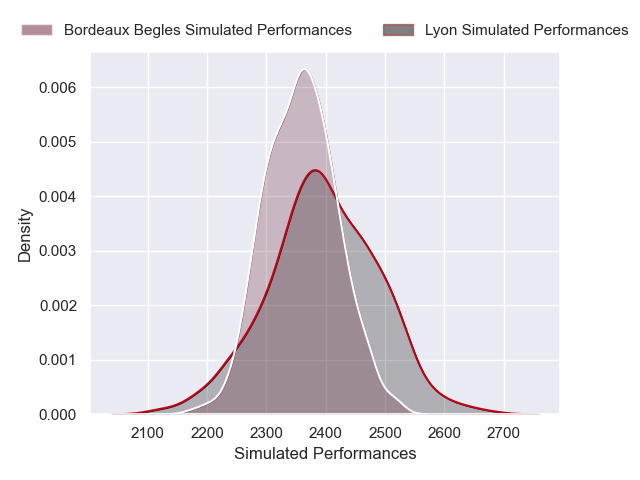 Bordeaux Begles Simulated Performances Lyon Simulated Performances
0.006
0.005
0.004
0.003
0.002
0.001
0.000
Density
2100 2200 2300 2400 2500 2600 2700
Simulated Performances